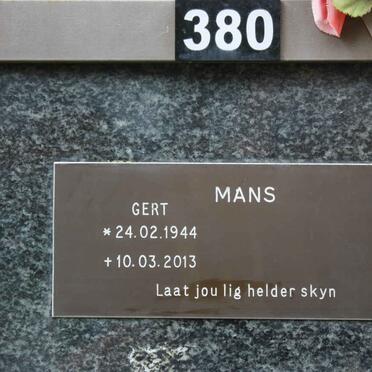 380
MANS
GERT
* 24.02.1944
+ 10.03.2013
Laat jou lig helder skyn